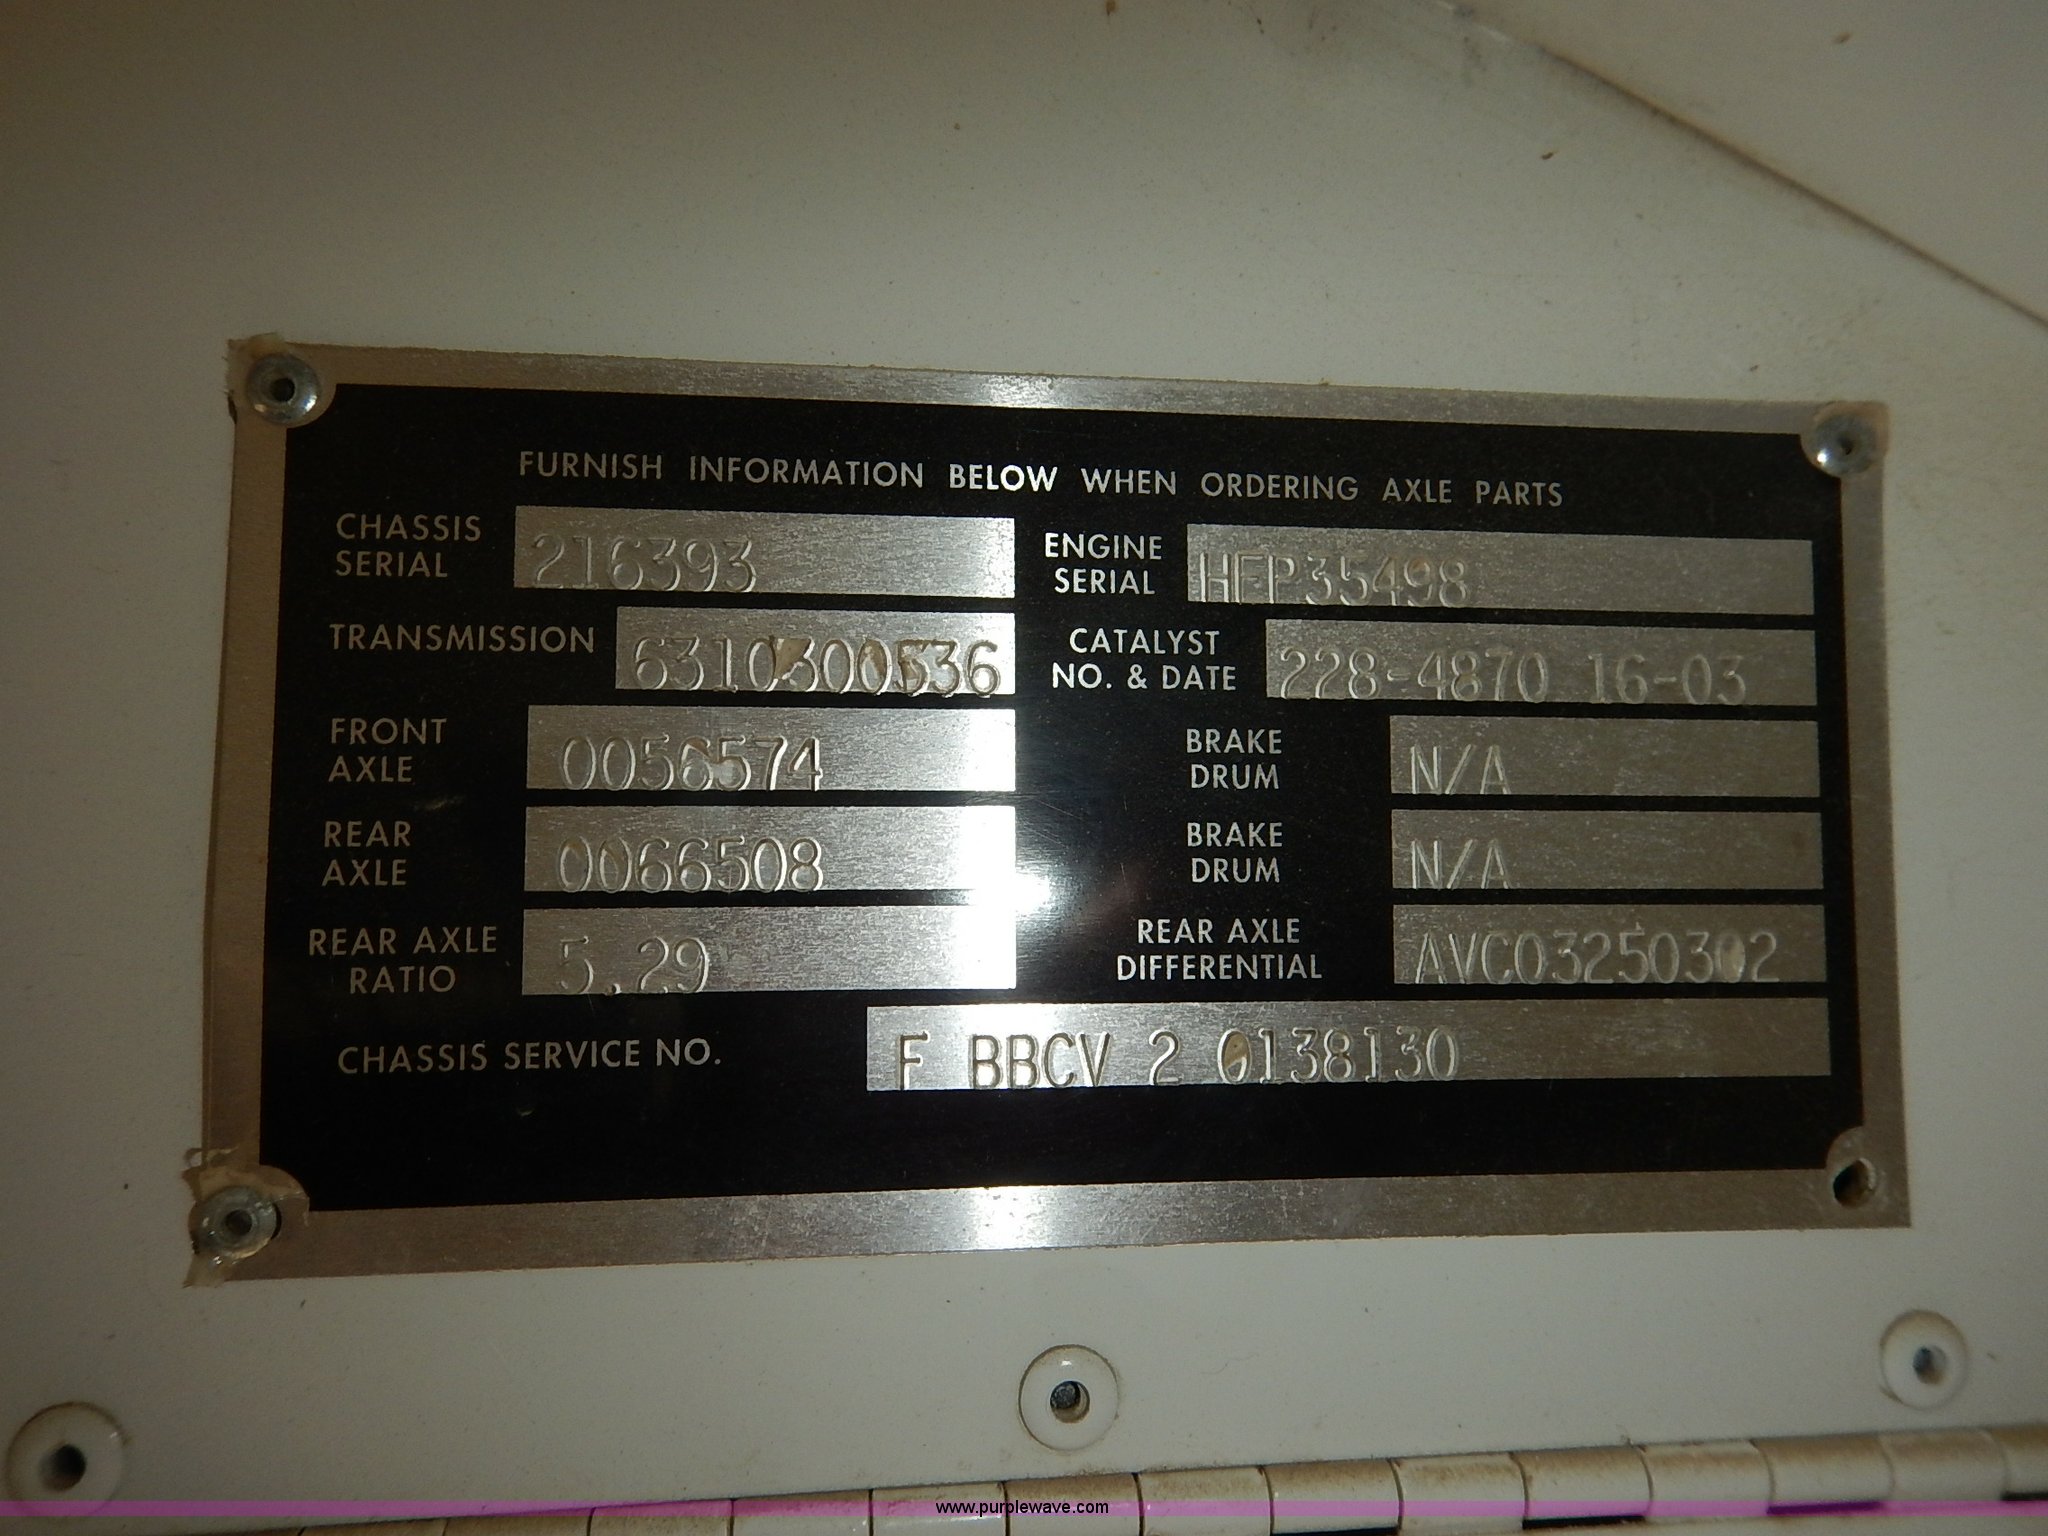 FURNISH INFORMATION BELOW WHEN ORDERING AXLE PARTS
CHASSIS SERIAL 216393
ENGINE SERIAL HEP35498
TRANSMISSION 6310300536
CATALYST NO. & DATE 228-4870 16-03
FRONT AXLE 0056574
BRAKE DRUM N/A
REAR AXLE 0066508
BRAKE DRUM N/A
REAR AXLE RATIO 5.29
REAR AXLE DIFFERENTIAL AVC03250302
CHASSIS SERVICE NO. F BBCV 2 0138130
www.purplewave.com